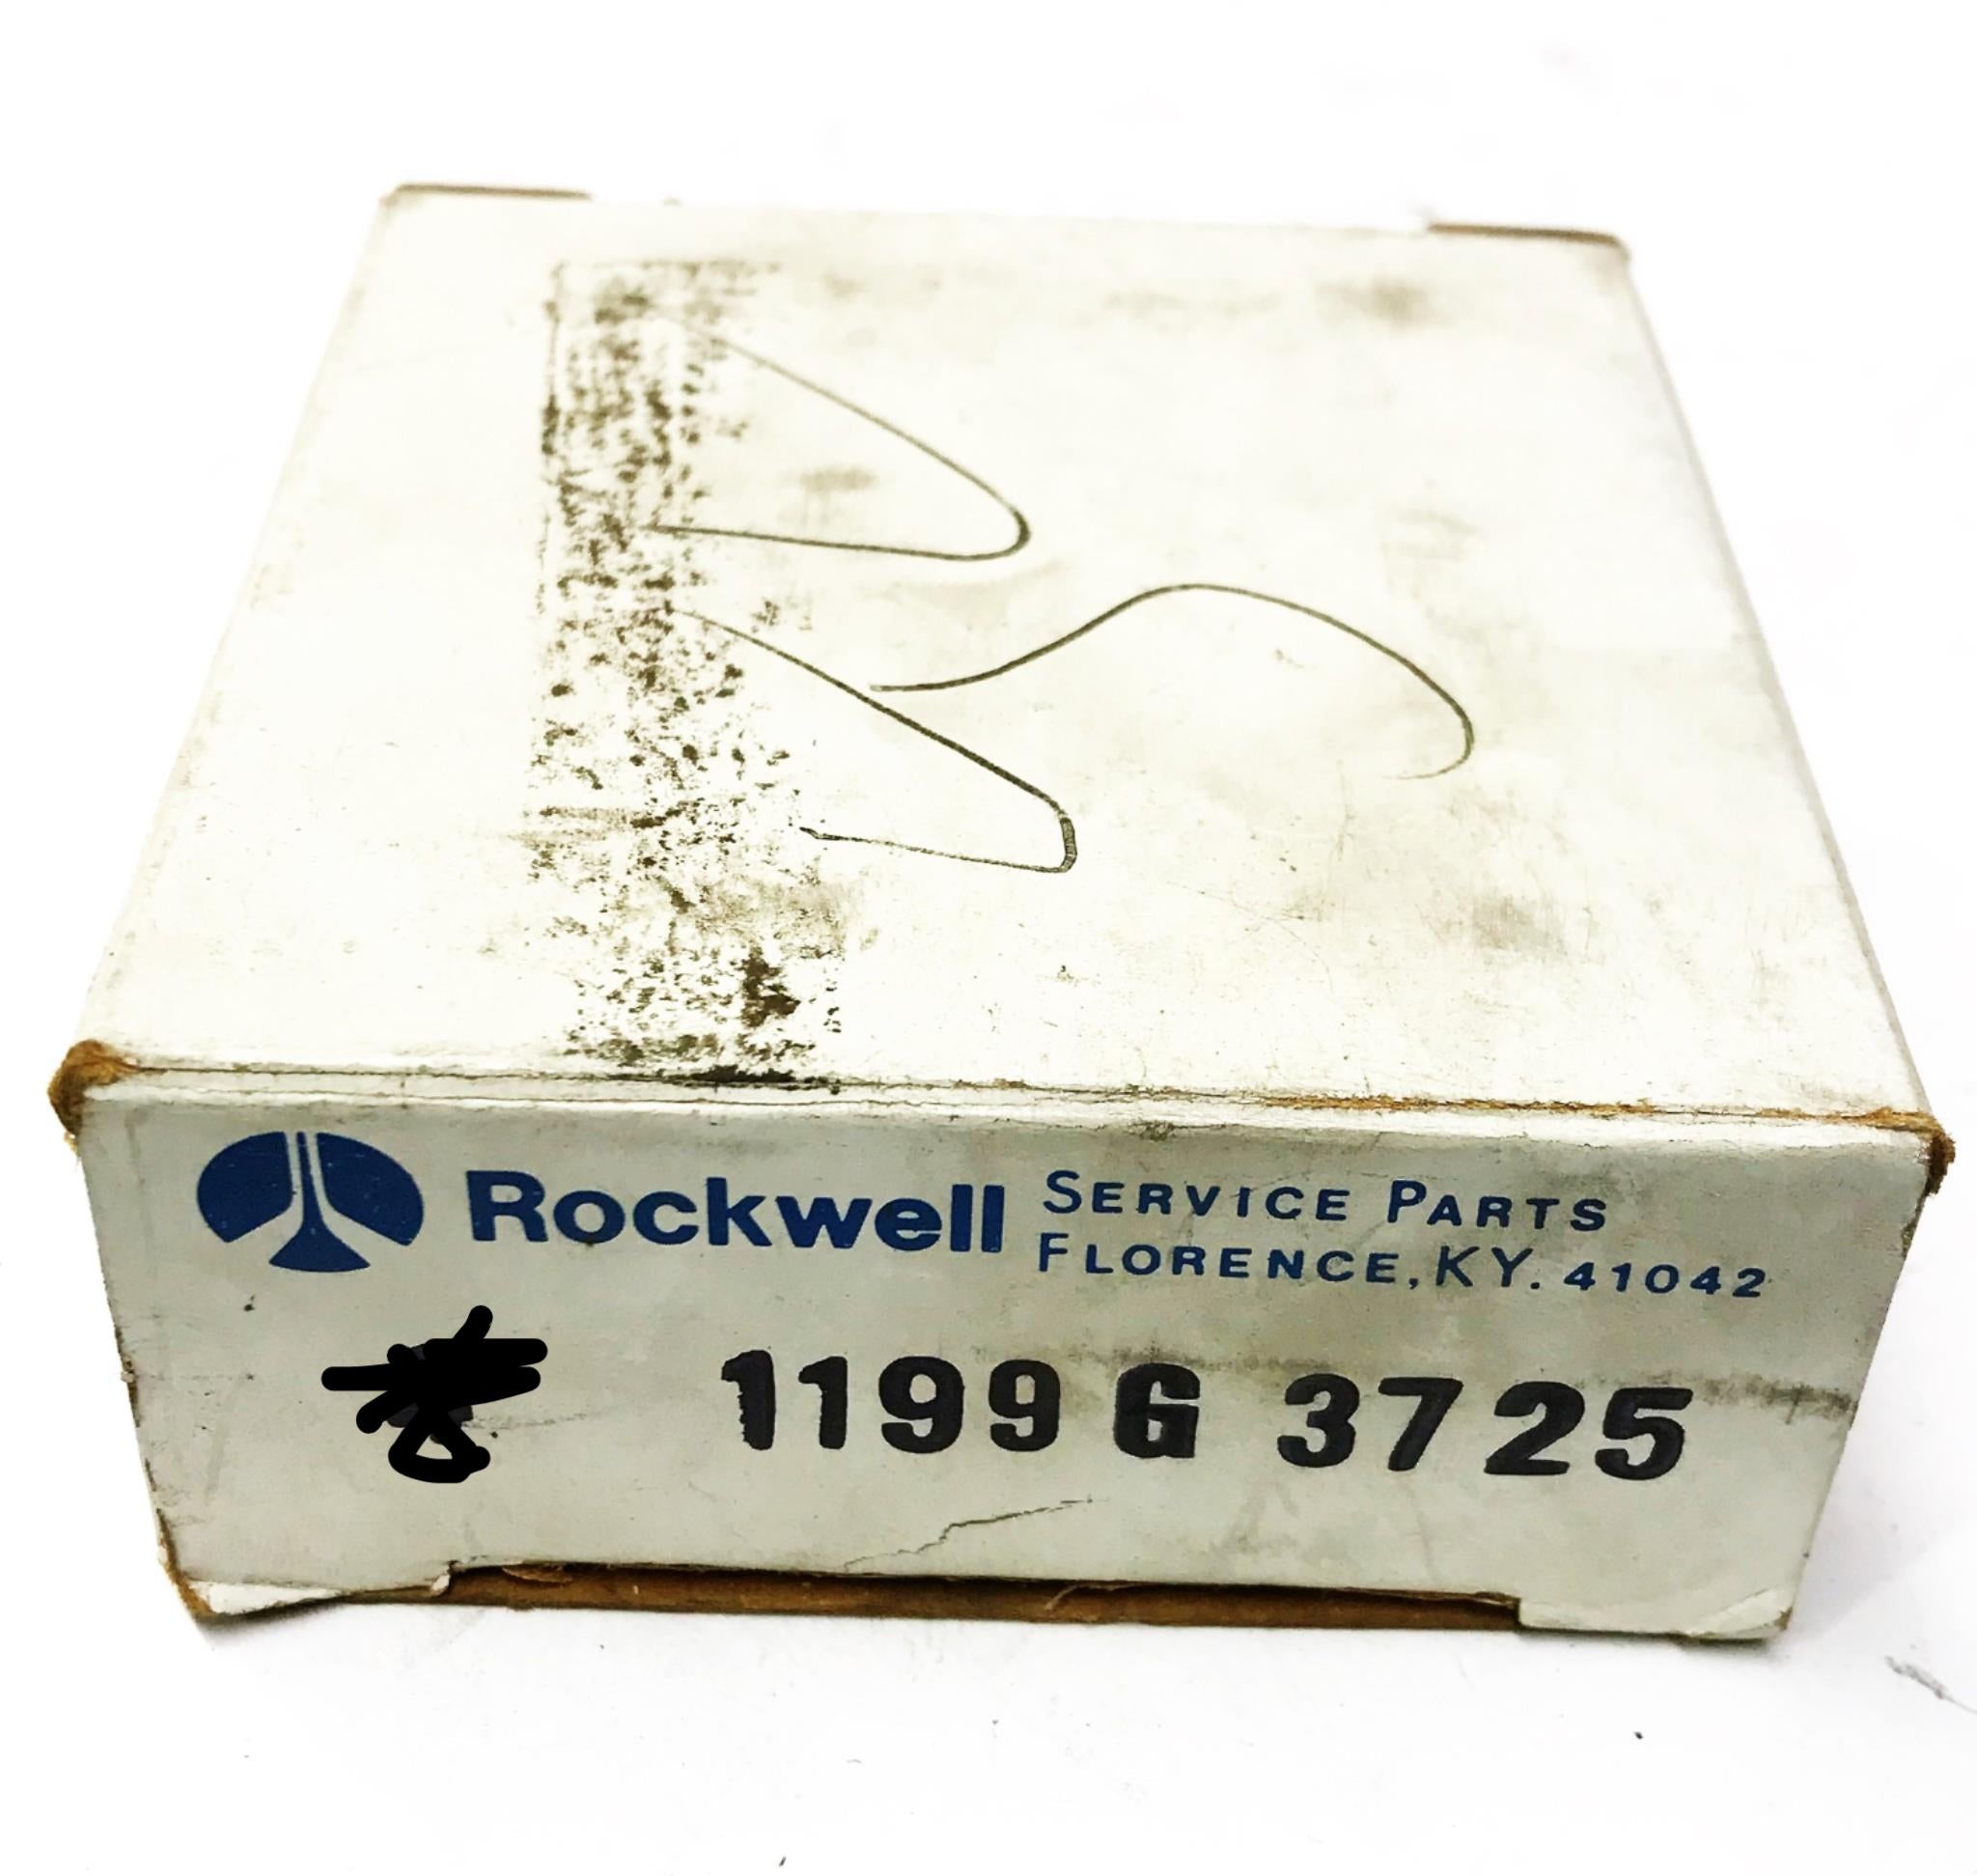 Rockwell SERVICE PARTS
FLORENCE, KY. 41042
1199 G 3725